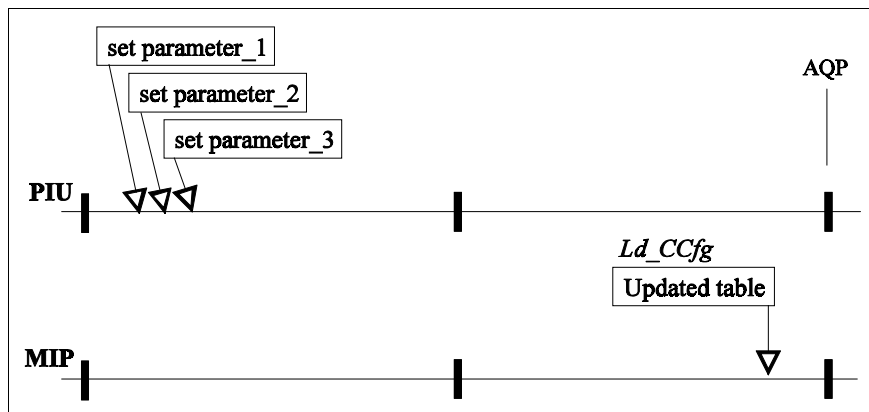 set parameter_1
set parameter_2
set parameter_3
AQP
PIU
Ld_CCfg
Updated table
MIP